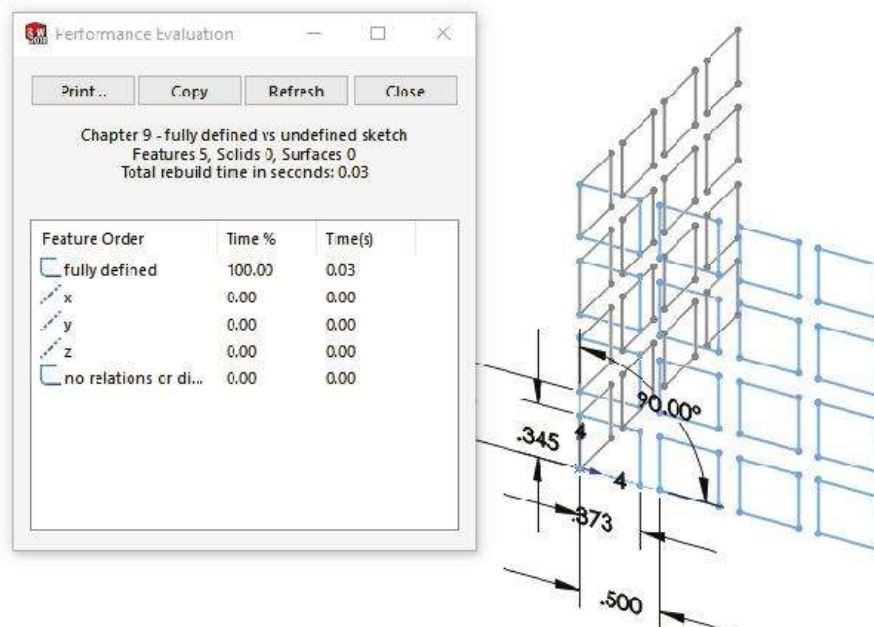 SW
2018
Performance Evaluation
Print...
Copy
Refresh
Close
Chapter 9 - fully defined vs undefined sketch
Features 5, Solids 0, Surfaces 0
Total rebuild time in seconds: 0.03
Feature Order Time % Time(s)
fully defined 100.00 0.03
x 0.00 0.00
y 0.00 0.00
z 0.00 0.00
no relations or di... 0.00 0.00
90.00°
.345
4
4
.373
.500